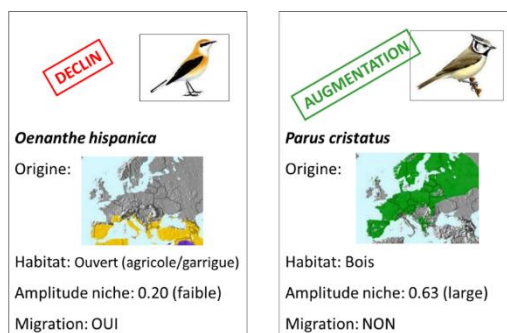 DECLIN
Oenanthe hispanica
Origine:
Habitat: Ouvert (agricole/garrigue)
Amplitude niche: 0.20 (faible)
Migration: OUI
AUGMENTATION
Parus cristatus
Origine:
Habitat: Bois
Amplitude niche: 0.63 (large)
Migration: NON